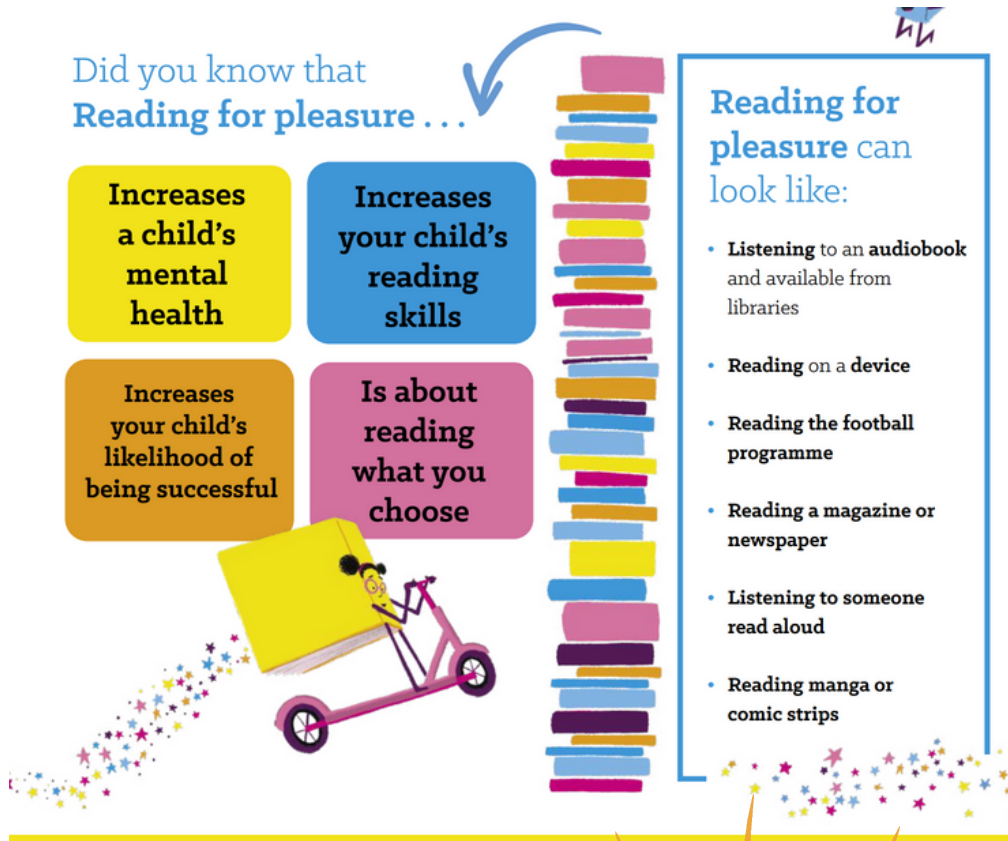 Did you know that
Reading for pleasure . . .
Increases
a child's
mental
health
Increases
your child's
reading
skills
Increases
your child's
likelihood of
being successful
Is about
reading
what you
choose
Reading for
pleasure can
look like:
• Listening to an audiobook
and available from
libraries
• Reading on a device
• Reading the football
programme
• Reading a magazine or
newspaper
• Listening to someone
read aloud
• Reading manga or
comic strips